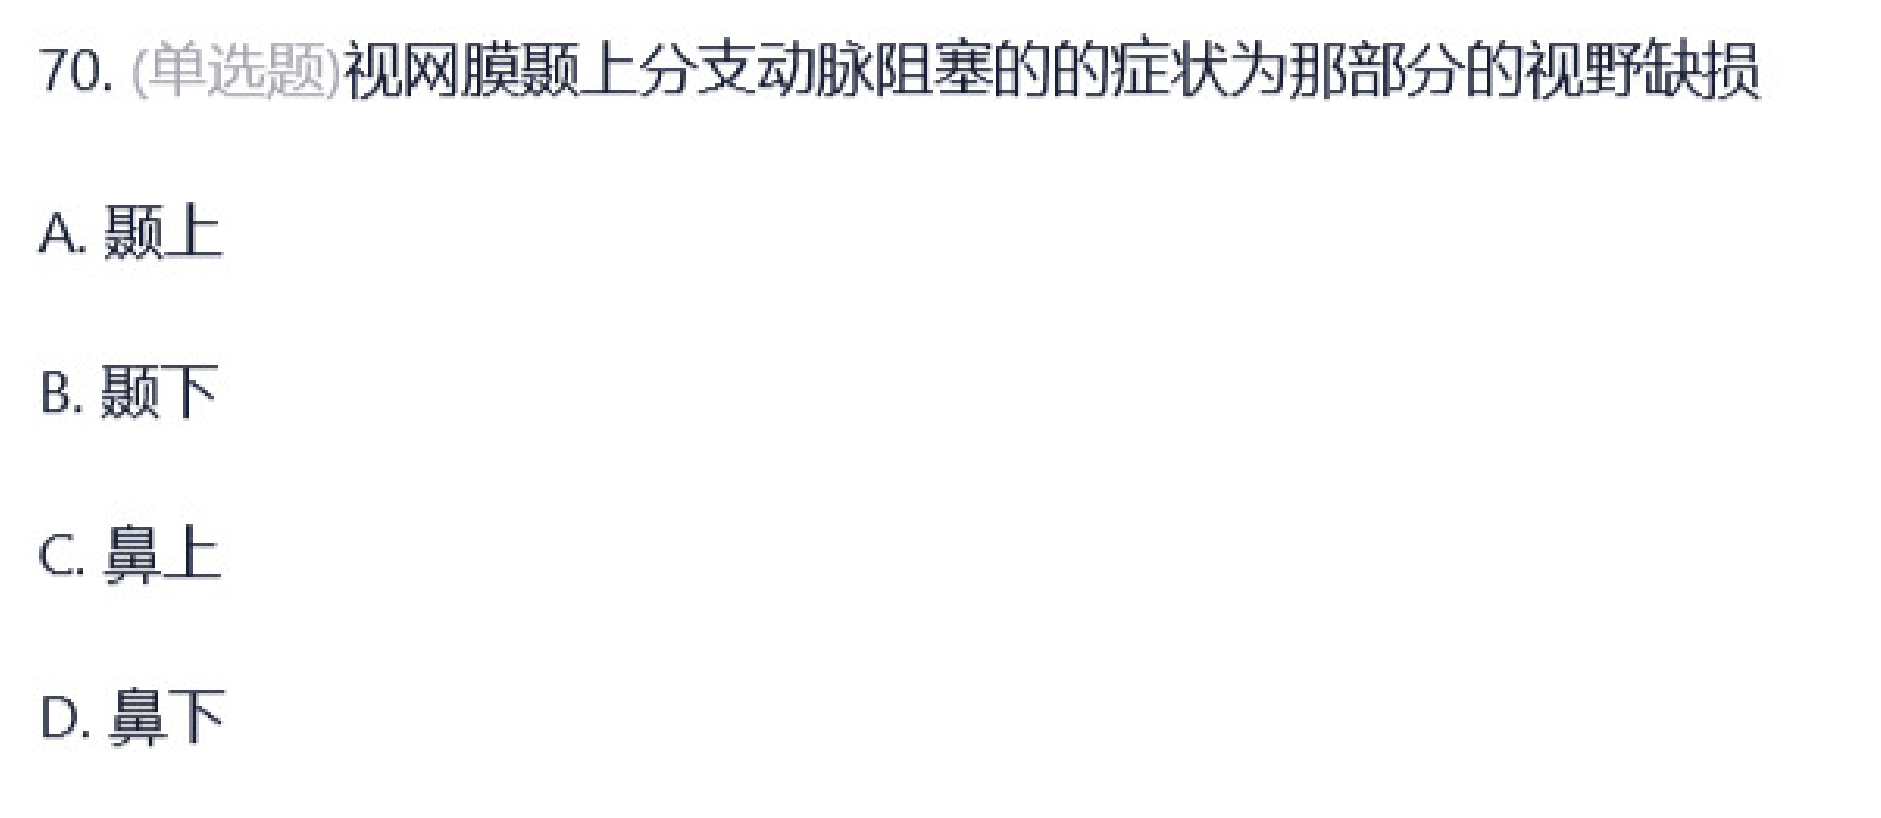 70. (单选题)视网膜颞上分支动脉阻塞的的症状为那部分的视野缺损
A. 颞上
B. 颞下
C. 鼻上
D. 鼻下